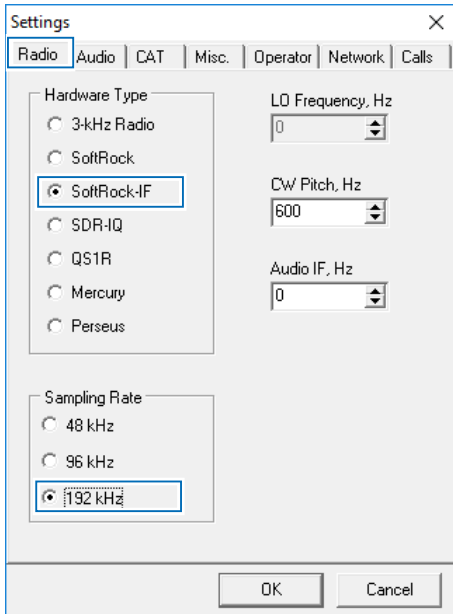 Settings
Radio Audio CAT Misc. Operator Network Calls
Hardware Type
3-kHz Radio
SoftRock
SoftRock-IF
SDR-IQ
QS1R
Mercury
Perseus
LO Frequency, Hz
0
CW Pitch, Hz
600
Audio IF, Hz
0
Sampling Rate
48 kHz
96 kHz
192 kHz
OK Cancel